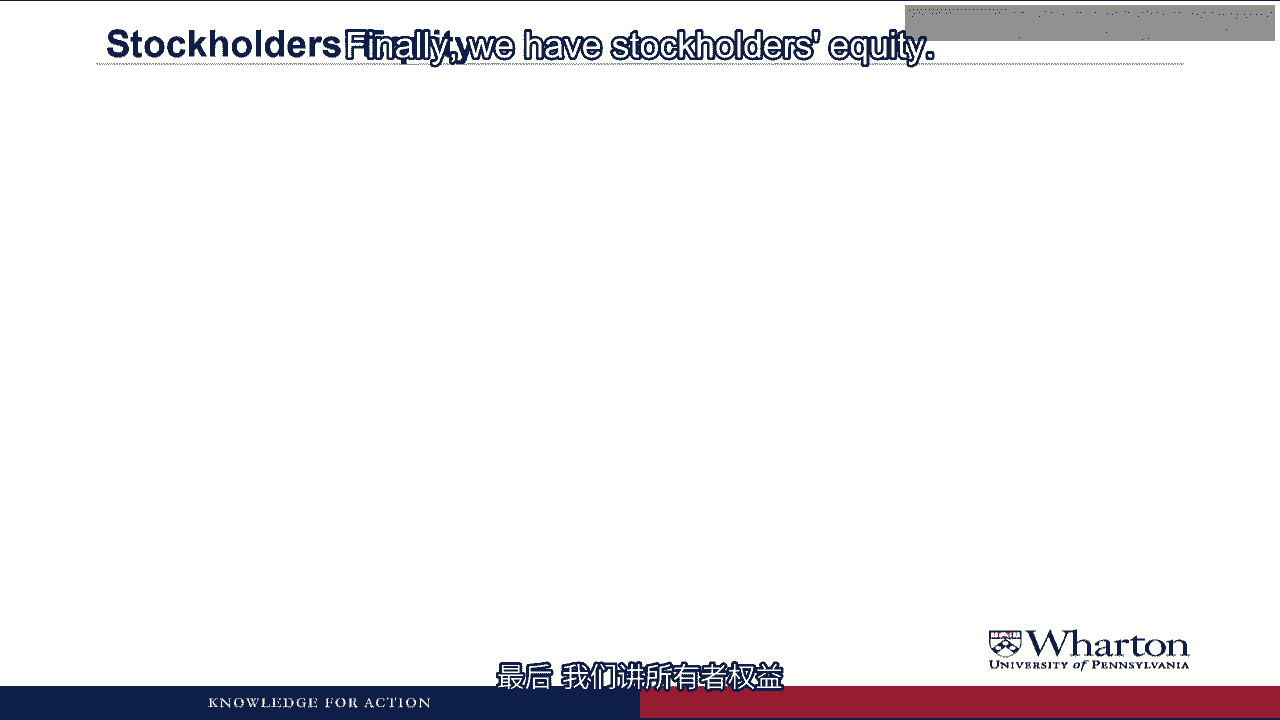 Stockholders' Equity
Finally, we have stockholders' equity.
Wharton
UNIVERSITY of PENNSYLVANIA
最后 我们讲所有者权益
KNOWLEDGE FOR ACTION